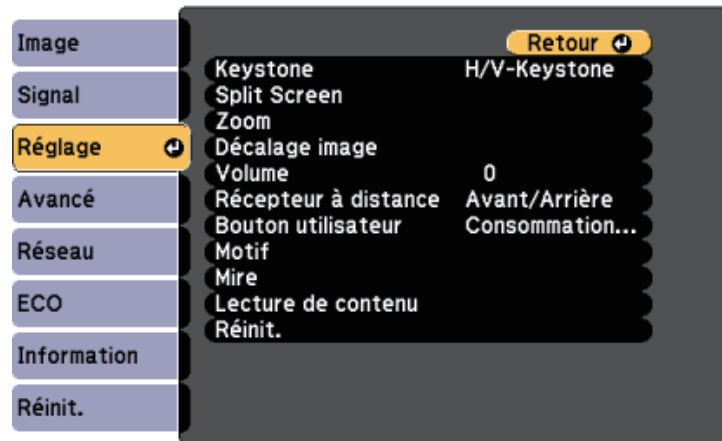 Image
Signal
Réglage
Avancé
Réseau
ECO
Information
Réinit.
Retour
Keystone H/V-Keystone
Split Screen
Zoom
Décalage image
Volume 0
Récepteur à distance Avant/Arrière
Bouton utilisateur Consommation...
Motif
Mire
Lecture de contenu
Réinit.